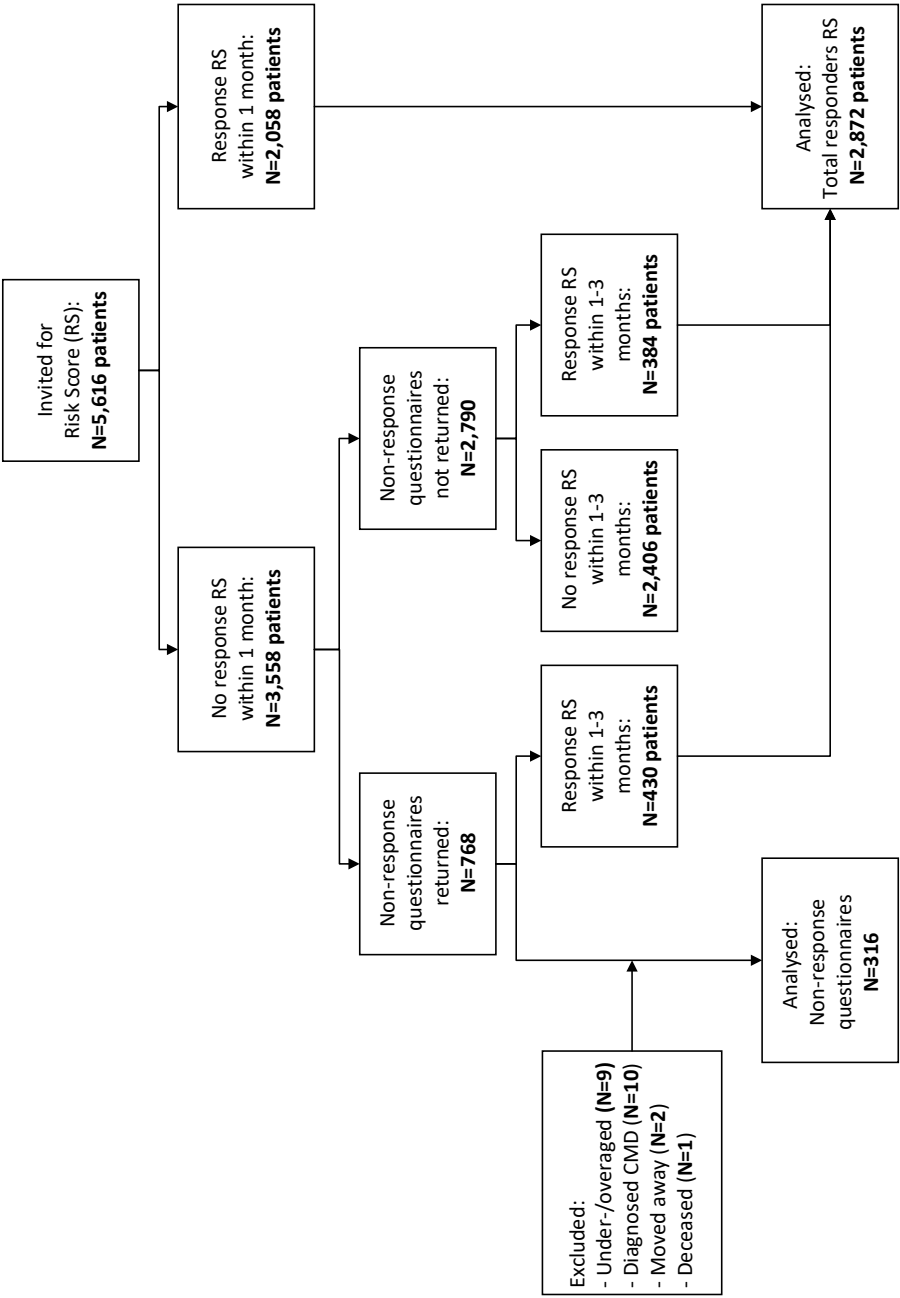 Invited for
Risk Score (RS):
N=5,616 patients
No response RS
within 1 month:
N=3,558 patients
Response RS
within 1 month:
N=2,058 patients
Non-response
questionnaires
returned:
N=768
Non-response
questionnaires
not returned:
N=2,790
Excluded:
- Under-/overaged (N=9)
- Diagnosed CMD (N=10)
- Moved away (N=2)
- Deceased (N=1)
Response RS
within 1-3
months:
N=430 patients
No response RS
within 1-3
months:
N=2,406 patients
Response RS
within 1-3
months:
N=384 patients
Analysed:
Non-response
questionnaires
N=316
Analysed:
Total responders RS
N=2,872 patients